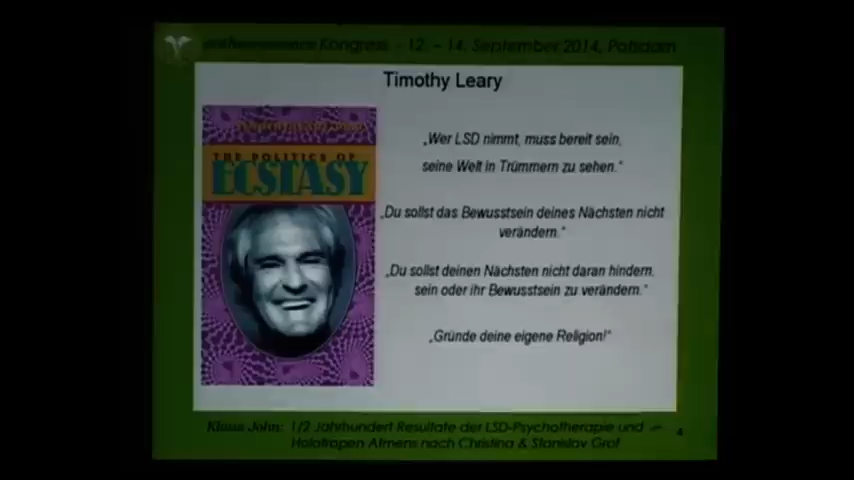 Kongress - 12. – 14. September 2014, Potsdam
Timothy Leary
THE POLITICS OF
ECSTASY
„Wer LSD nimmt, muss bereit sein,
seine Welt in Trümmern zu sehen.“
„Du sollst das Bewusstsein deines Nächsten nicht
verändern.“
„Du sollst deinen Nächsten nicht daran hindern,
sein oder ihr Bewusstsein zu verändern.“
„Gründe deine eigene Religion!“
Klaus John: 1/2 Jahrhundert Resultate der LSD-Psychotherapie und
Holotropen Atmens nach Christina & Stanislav Grof
4